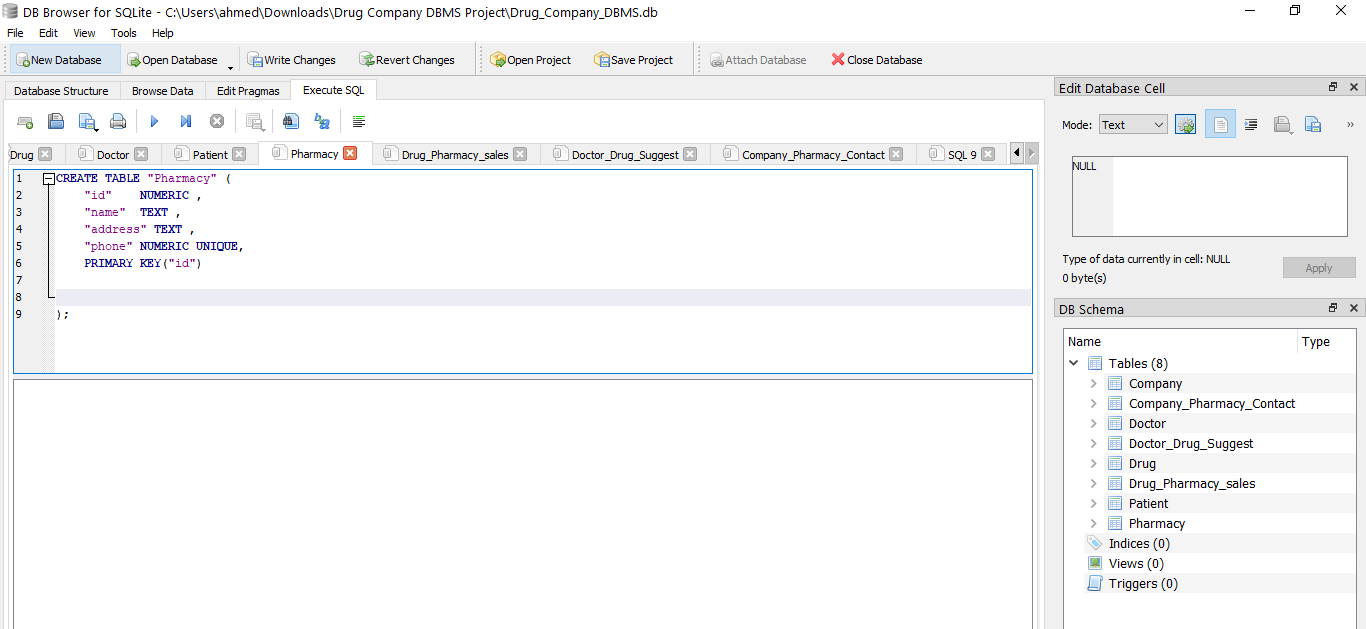 DB Browser for SQLite - C:\Users\ahmed\Downloads\Drug Company DBMS Project\Drug_Company_DBMS.db
File Edit View Tools Help
New Database Open Database Write Changes Revert Changes Open Project Save Project Attach Database Close Database
Database Structure Browse Data Edit Pragmas Execute SQL
Drug Doctor Patient Pharmacy Drug_Pharmacy_sales Doctor_Drug_Suggest Company_Pharmacy_Contact SQL 9
1 CREATE TABLE "Pharmacy" (
2 "id" NUMERIC ,
3 "name" TEXT ,
4 "address" TEXT ,
5 "phone" NUMERIC UNIQUE,
6 PRIMARY KEY("id")
7
8
9 );
Edit Database Cell
Mode: Text
NULL
Type of data currently in cell: NULL
0 byte(s)
Apply
DB Schema
Name Type
Tables (8)
Company
Company_Pharmacy_Contact
Doctor
Doctor_Drug_Suggest
Drug
Drug_Pharmacy_sales
Patient
Pharmacy
Indices (0)
Views (0)
Triggers (0)